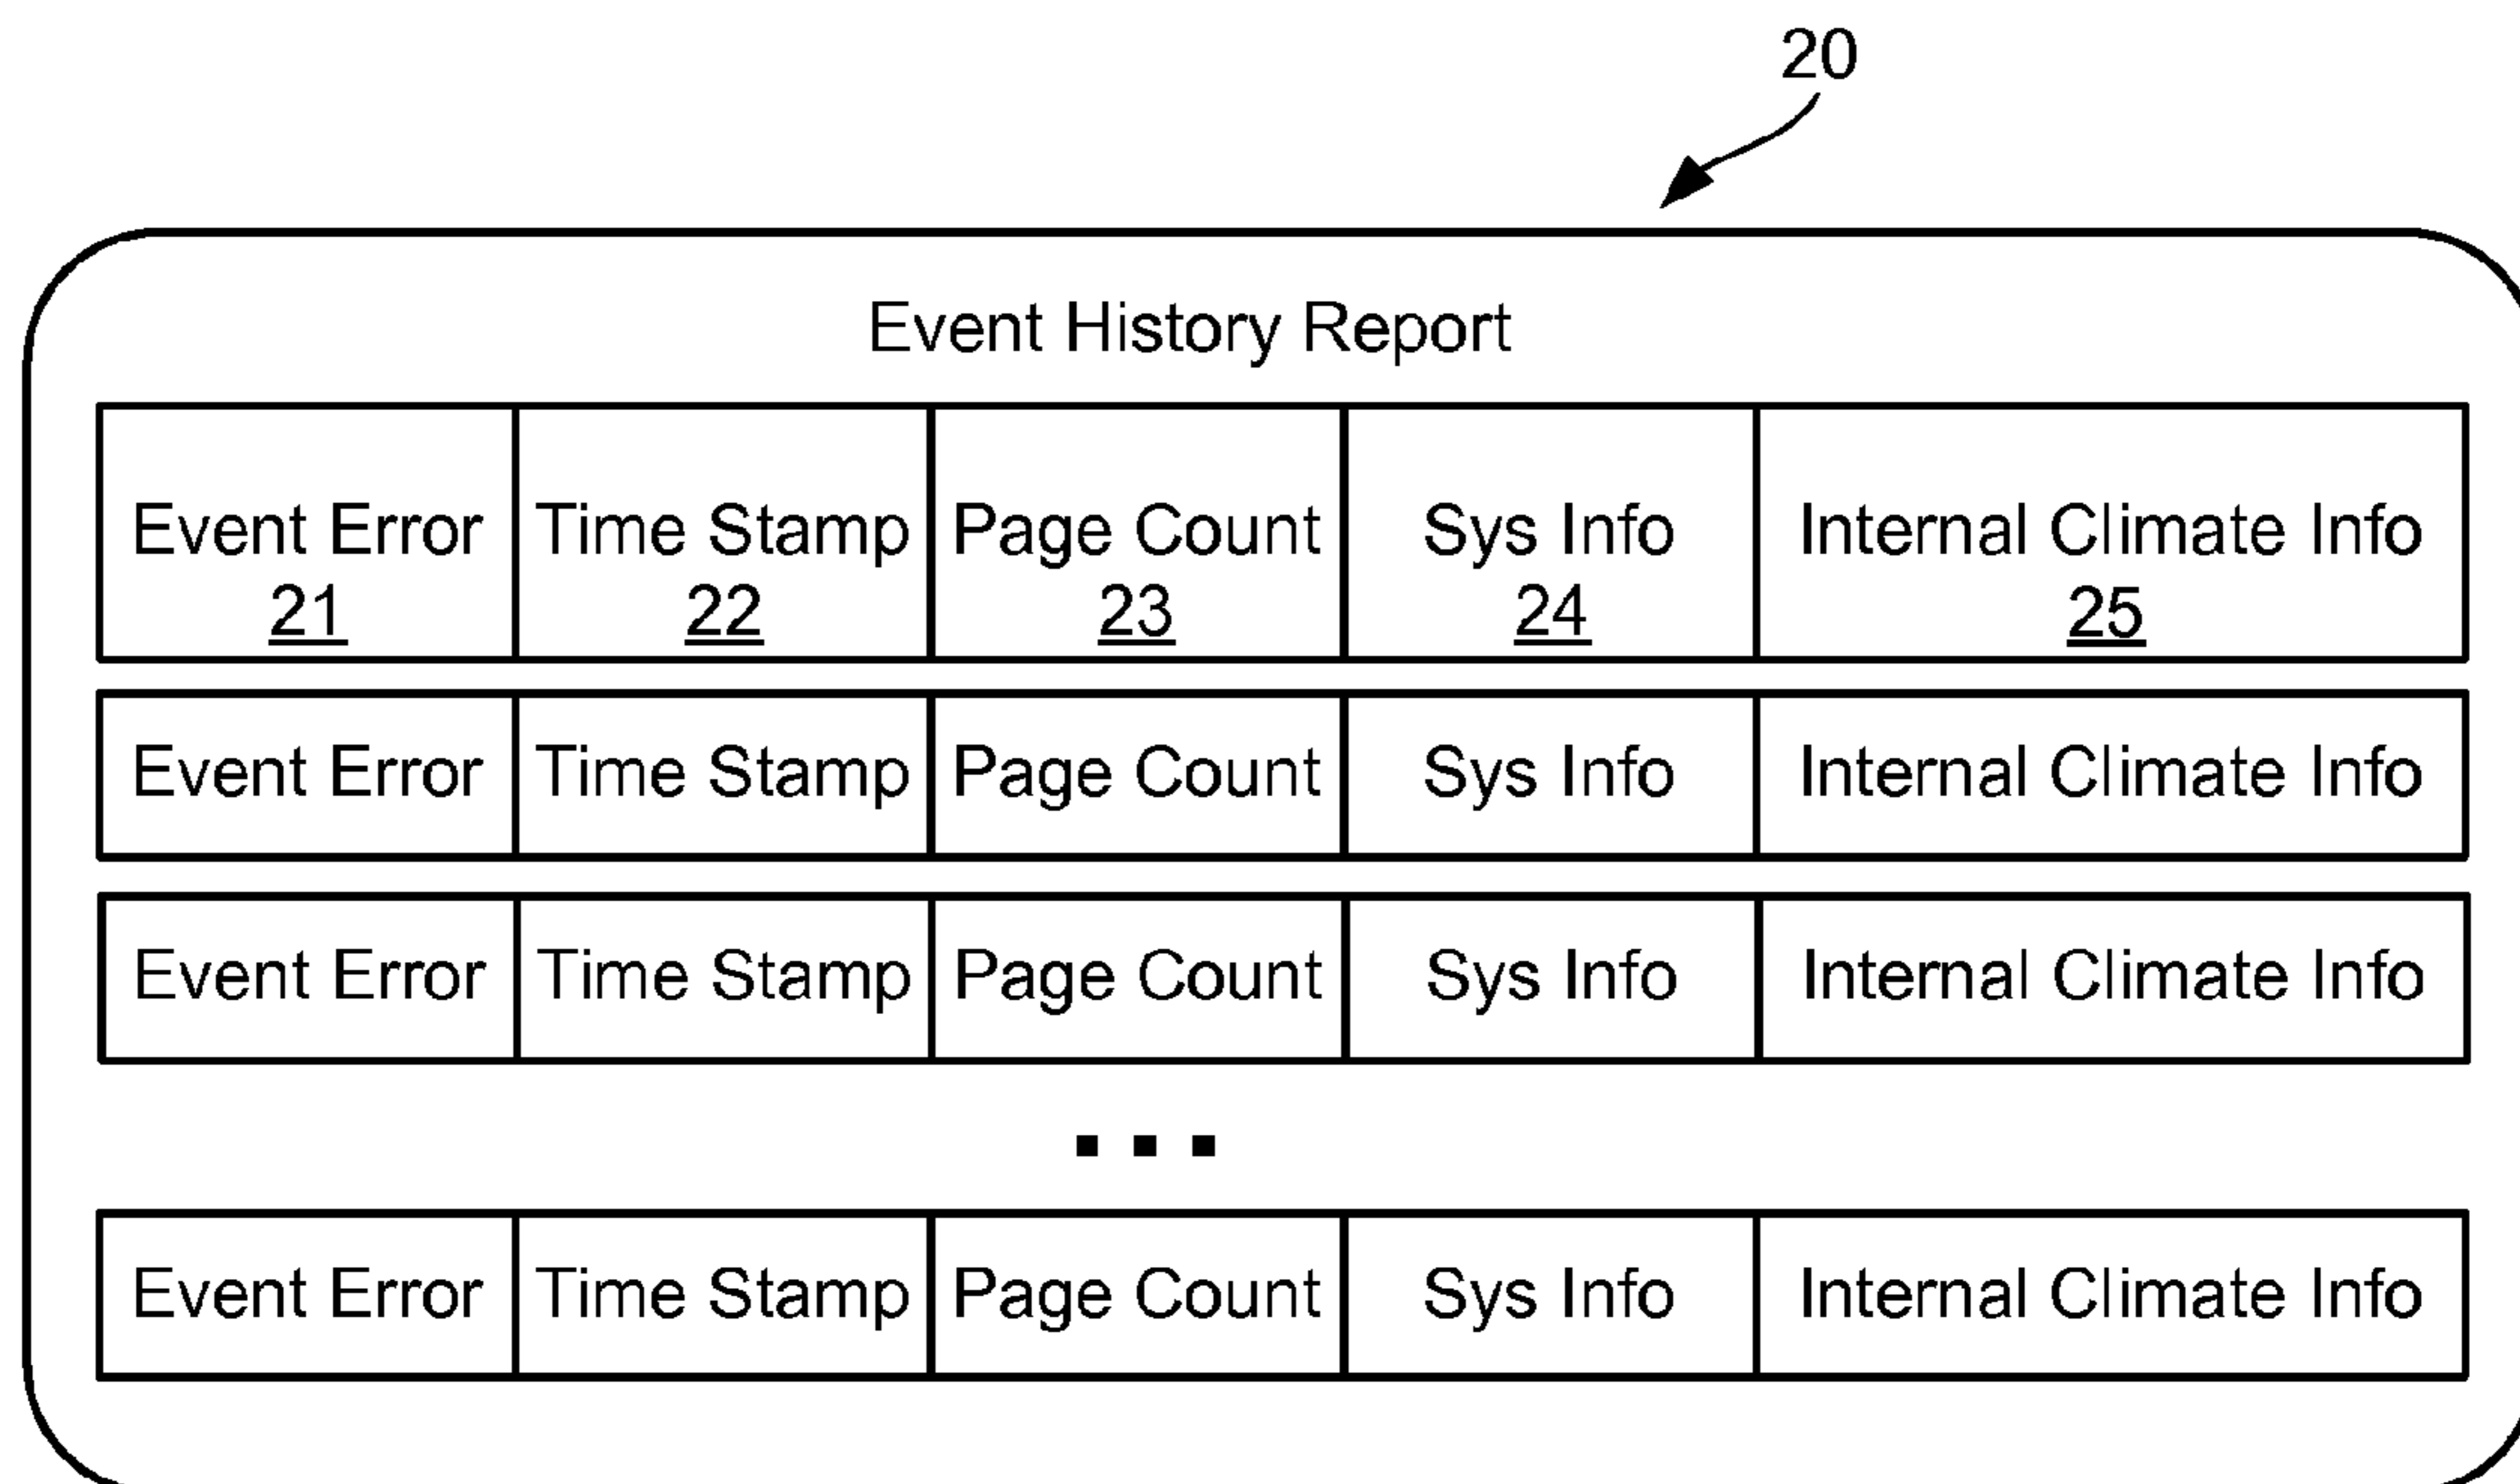 20
Event History Report
Event Error Time Stamp Page Count Sys Info Internal Climate Info
21 22 23 24 25
Event Error Time Stamp Page Count Sys Info Internal Climate Info
Event Error Time Stamp Page Count Sys Info Internal Climate Info
...
Event Error Time Stamp Page Count Sys Info Internal Climate Info